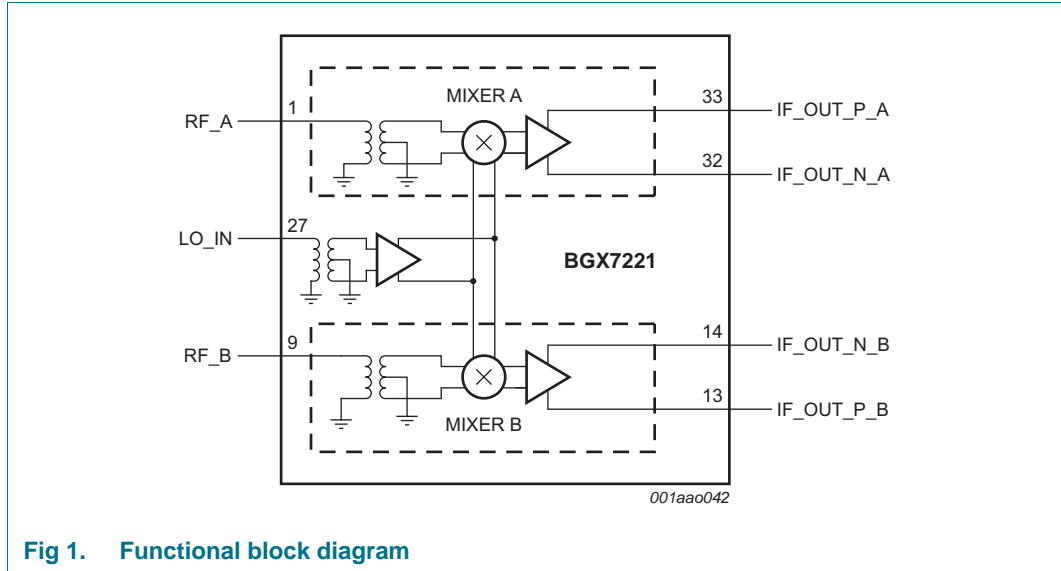 MIXER A
RF_A
1
33
IF_OUT_P_A
32
IF_OUT_N_A
LO_IN
27
BGX7221
RF_B
9
14
IF_OUT_N_B
13
IF_OUT_P_B
MIXER B
001aao042
Fig 1. Functional block diagram